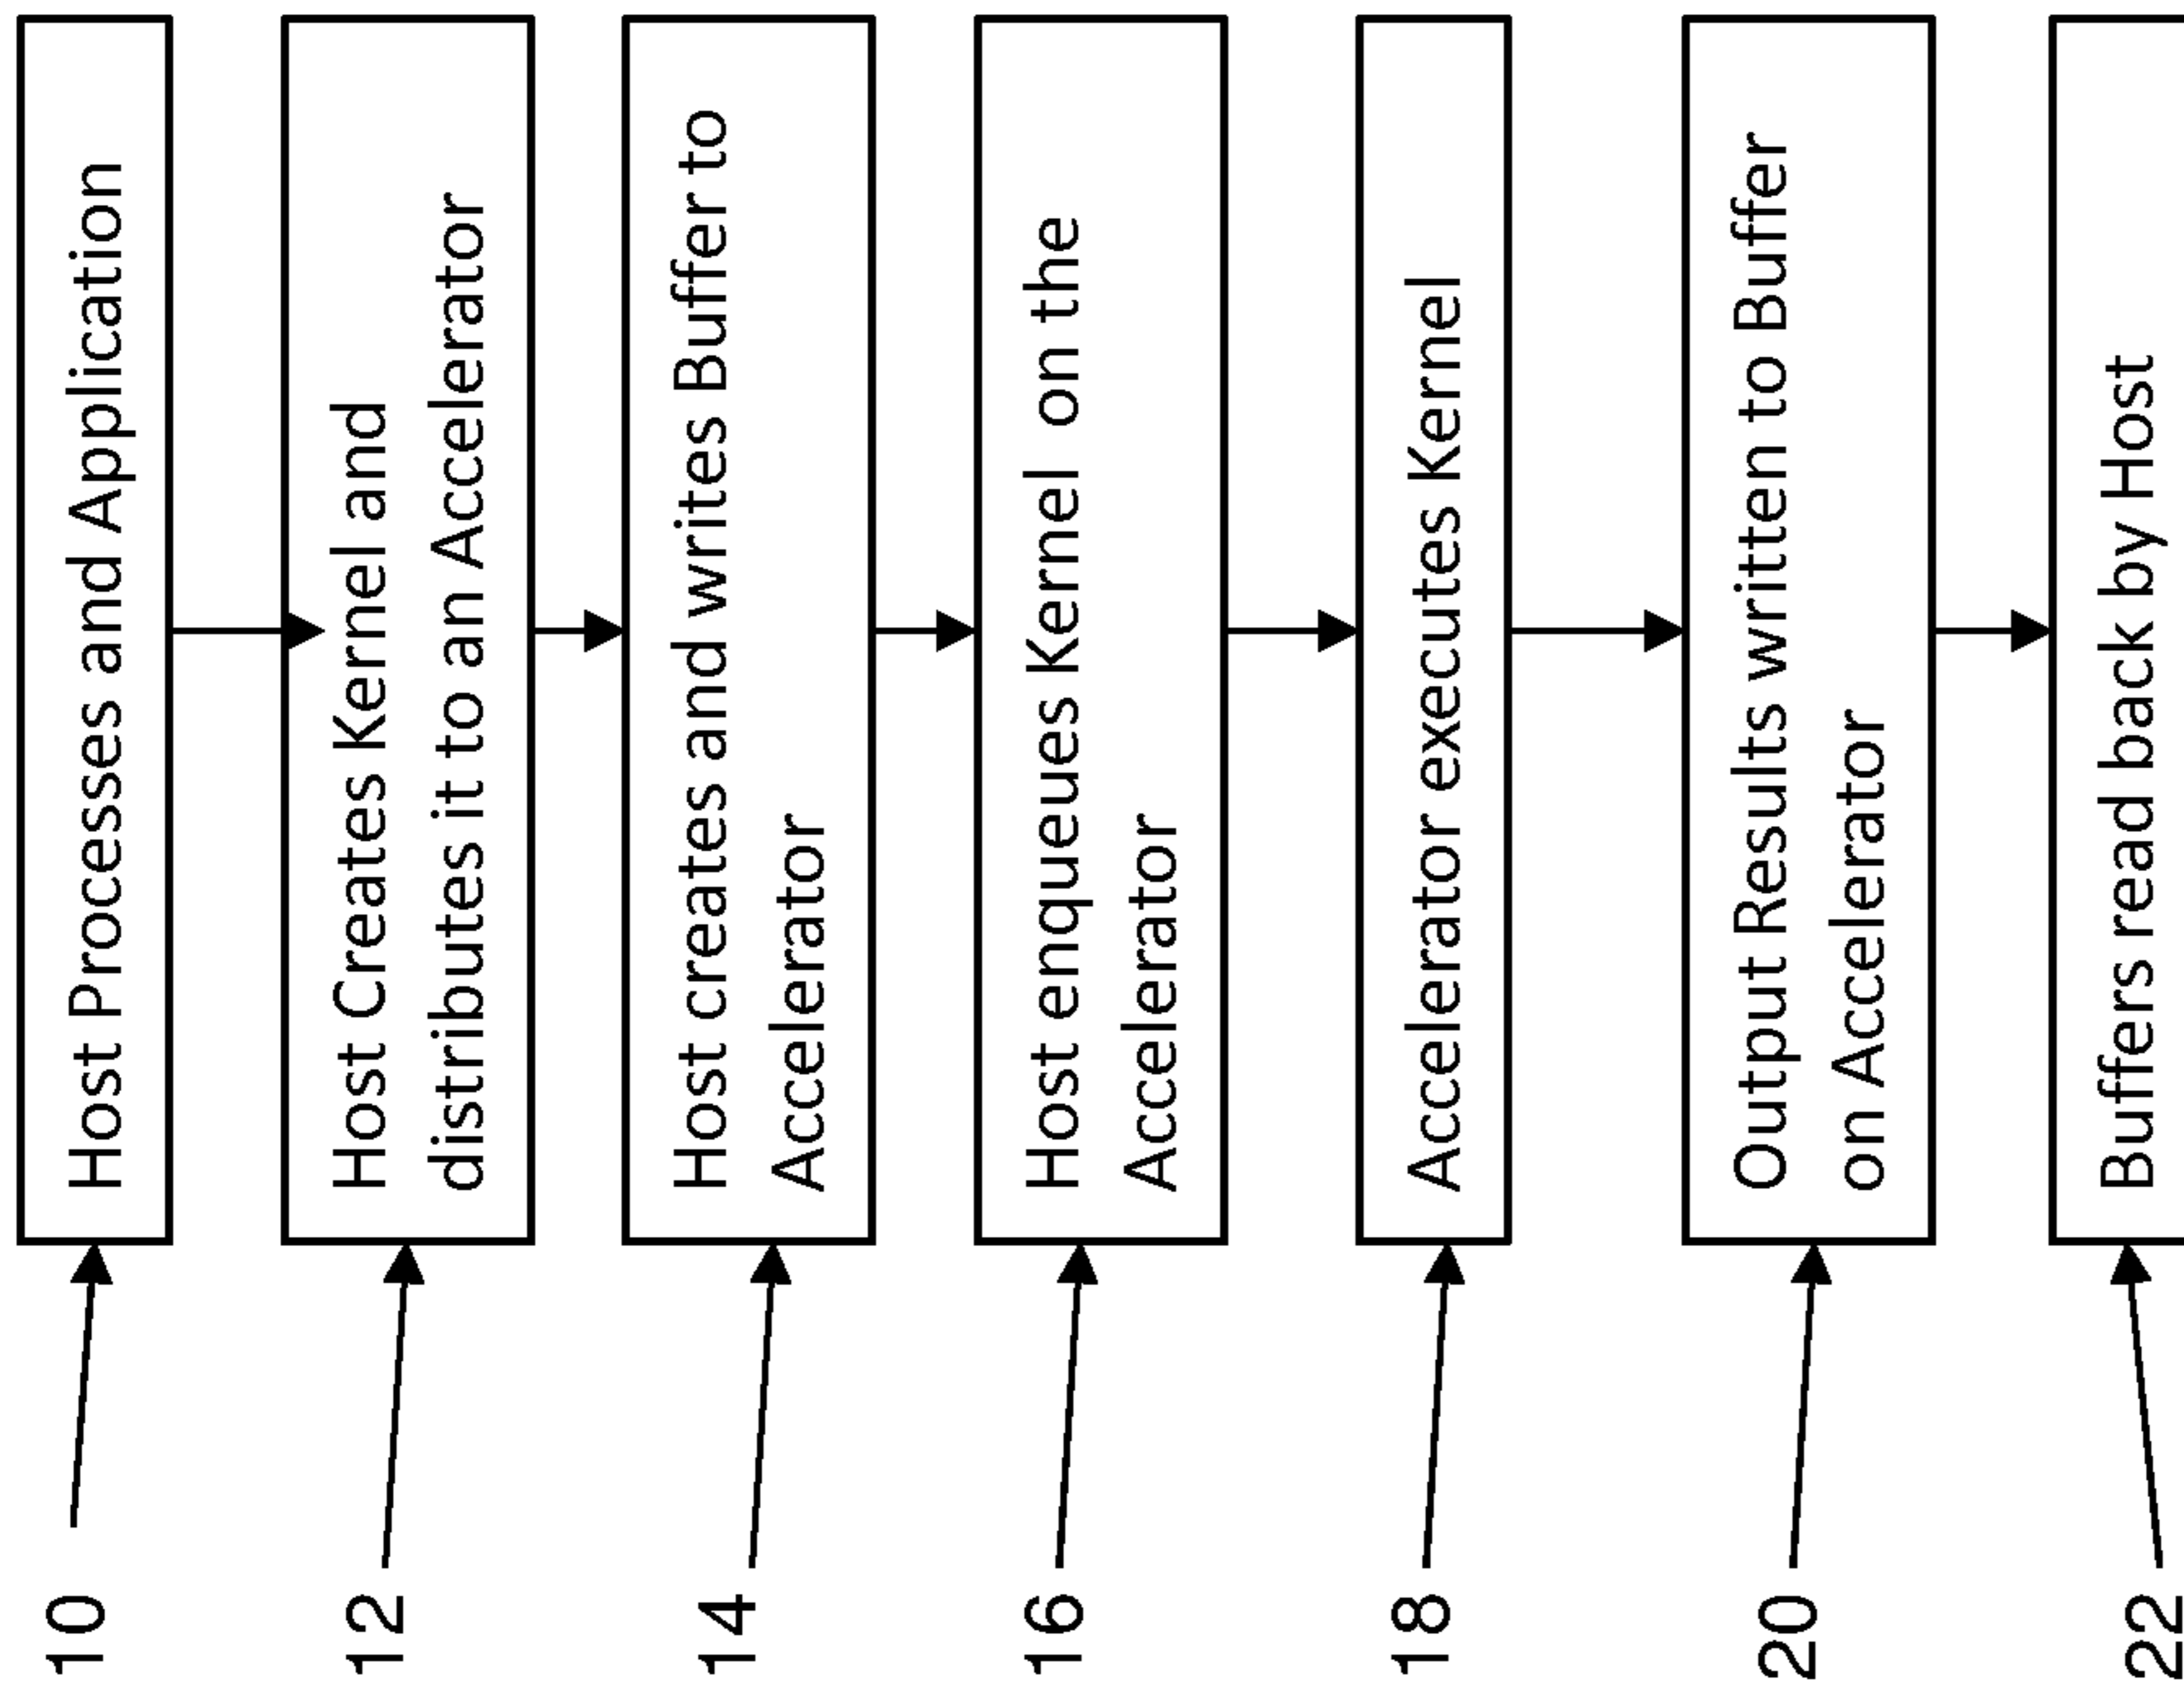 10
Host Processes and Application
12
Host Creates Kernel and
distributes it to an Accelerator
14
Host creates and writes Buffer to
Accelerator
16
Host enqueues Kernel on the
Accelerator
18
Accelerator executes Kernel
20
Output Results written to Buffer
on Accelerator
22
Buffers read back by Host